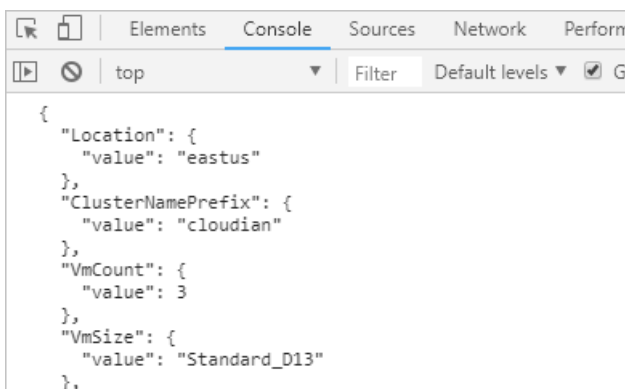 Elements Console Sources Network Perform
top Filter Default levels G
{
"Location": {
"value": "eastus"
},
"ClusterNamePrefix": {
"value": "cloudian"
},
"VmCount": {
"value": 3
},
"VmSize": {
"value": "Standard_D13"
},